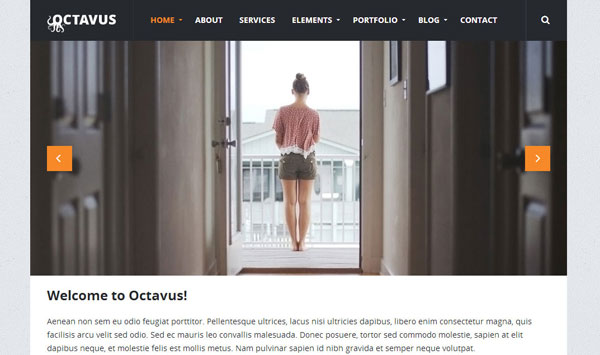 OCTAVUS
HOME ABOUT SERVICES ELEMENTS PORTFOLIO BLOG CONTACT
Welcome to Octavus!
Aenean non sem eu odio feugiat porttitor. Pellentesque ultrices, lacus nisi ultricies dapibus, libero enim consectetur magna, quis
facilisis arcu velit sed odio. Sed ec mauris leo convallis malesuada. Donec posuere, tortor sed commodo molestie, sapien at elit
dapibus neque, et molestie felis est mollis metus. Nam pulvinar sapien id nibh gravida et semper neque volutpat.